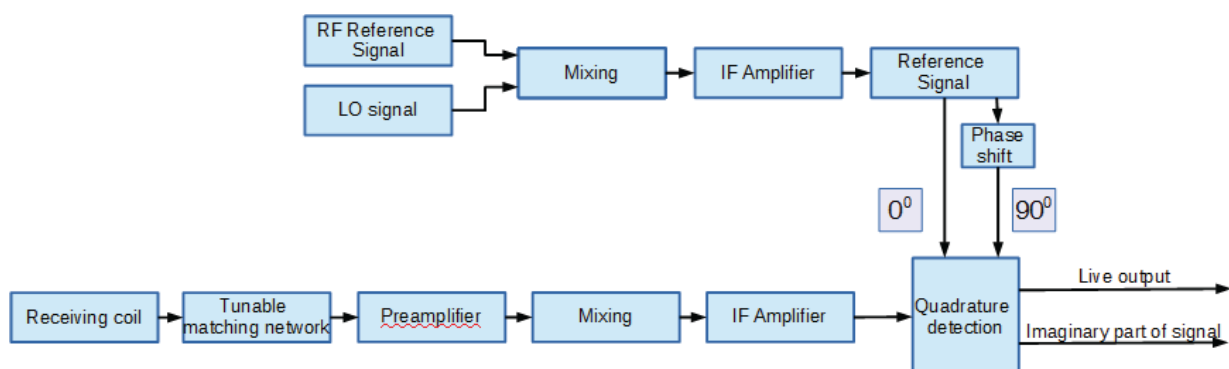 RF Reference
Signal
LO signal
Mixing
IF Amplifier
Reference
Signal
Phase
shift
0⁰
90⁰
Receiving coil
Tunable
matching network
Preamplifier
Mixing
IF Amplifier
Quadrature
detection
Live output
Imaginary part of signal